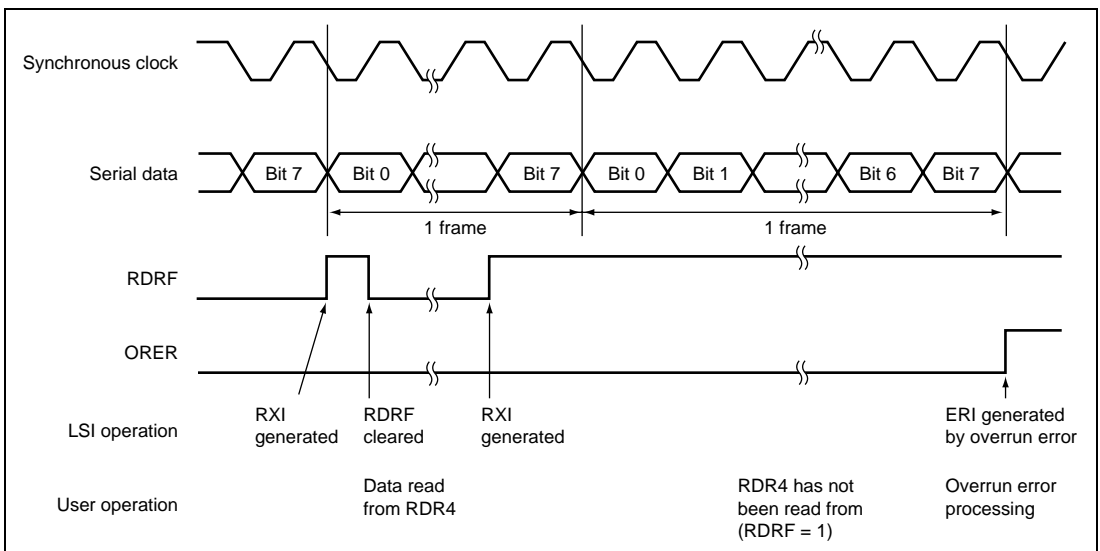 Synchronous clock
Serial data
Bit 7
Bit 0
Bit 7
Bit 0
Bit 1
Bit 6
Bit 7
1 frame
1 frame
RDRF
ORER
LSI operation
RXI
generated
RDRF
cleared
RXI
generated
ERI generated
by overrun error
User operation
Data read
from RDR4
RDR4 has not
been read from
(RDRF = 1)
Overrun error
processing